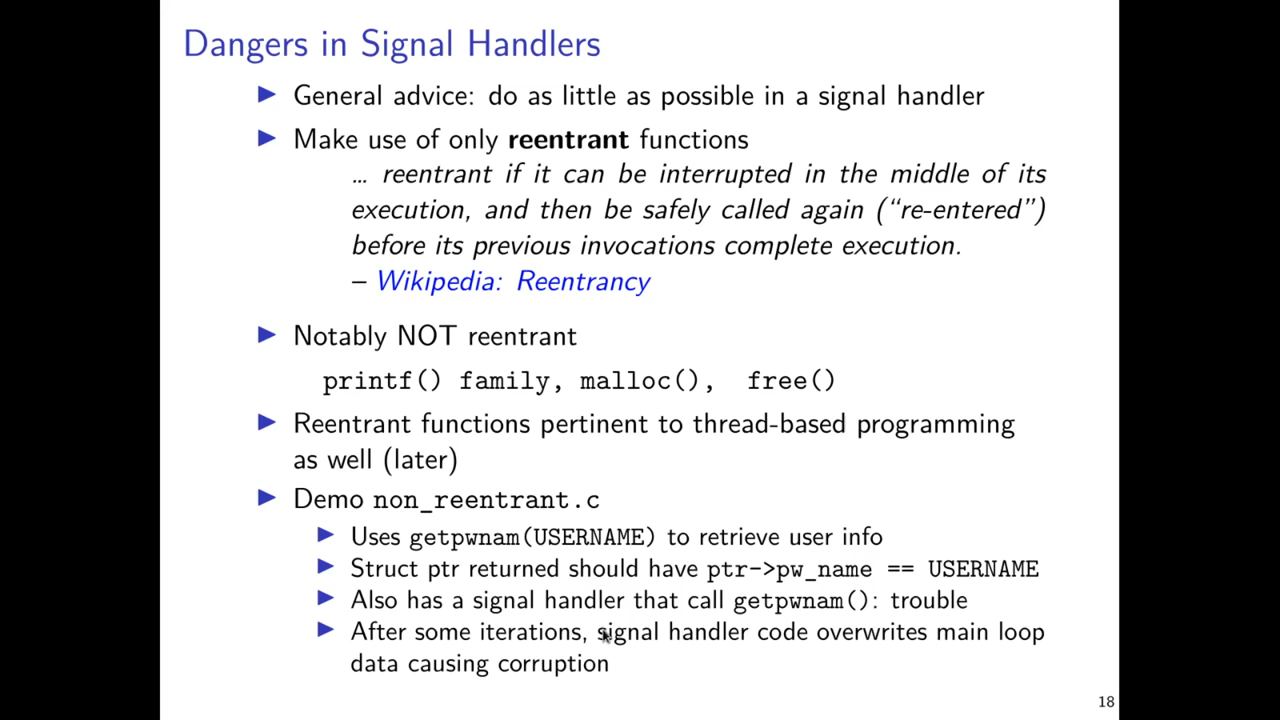 Dangers in Signal Handlers
General advice: do as little as possible in a signal handler
Make use of only reentrant functions
... reentrant if it can be interrupted in the middle of its
execution, and then be safely called again (“re-entered”)
before its previous invocations complete execution.
– Wikipedia: Reentrancy
Notably NOT reentrant
printf() family, malloc(), free()
Reentrant functions pertinent to thread-based programming
as well (later)
Demo non_reentrant.c
Uses getpwnam(USERNAME) to retrieve user info
Struct ptr returned should have ptr->pw_name == USERNAME
Also has a signal handler that call getpwnam(): trouble
After some iterations, signal handler code overwrites main loop
data causing corruption
18